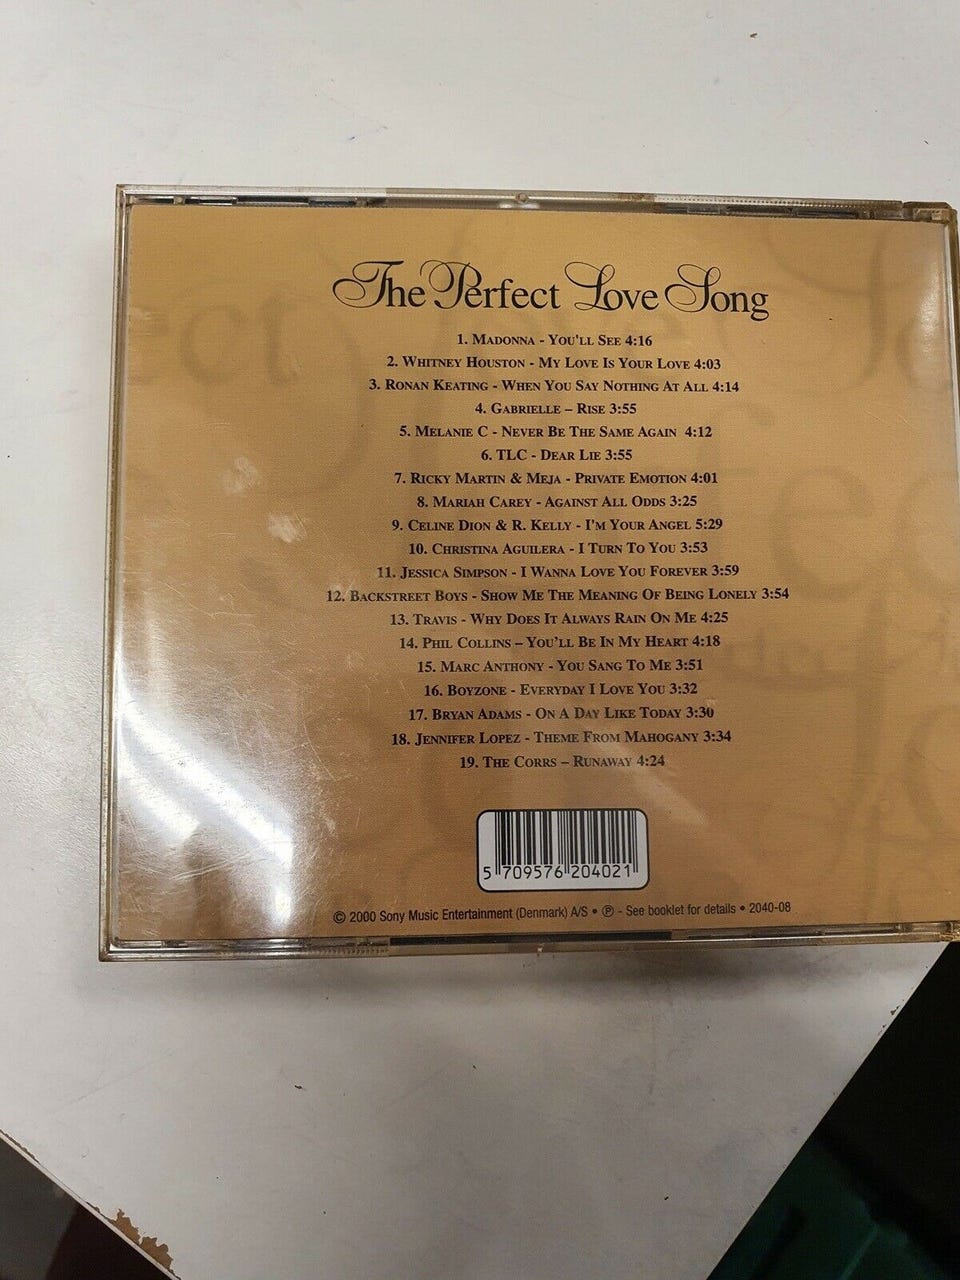 The Perfect Love Song
1. Madonna - You'll See 4:16
2. Whitney Houston - My Love Is Your Love 4:03
3. Ronan Keating - When You Say Nothing At All 4:14
4. Gabrielle – Rise 3:55
5. Melanie C - Never Be The Same Again 4:12
6. TLC - Dear Lie 3:55
7. Ricky Martin & Meja - Private Emotion 4:01
8. Mariah Carey - Against All Odds 3:25
9. Celine Dion & R. Kelly - I'm Your Angel 5:29
10. Christina Aguilera - I Turn To You 3:53
11. Jessica Simpson - I Wanna Love You Forever 3:59
12. Backstreet Boys - Show Me The Meaning Of Being Lonely 3:54
13. Travis - Why Does It Always Rain On Me 4:25
14. Phil Collins – You'll Be In My Heart 4:18
15. Marc Anthony - You Sang To Me 3:51
16. Boyzone - Everyday I Love You 3:32
17. Bryan Adams - On A Day Like Today 3:30
18. Jennifer Lopez - Theme From Mahogany 3:34
19. The Corrs – Runaway 4:24
5 709576 204021
© 2000 Sony Music Entertainment (Denmark) A/S • ℗ - See booklet for details • 2040-08